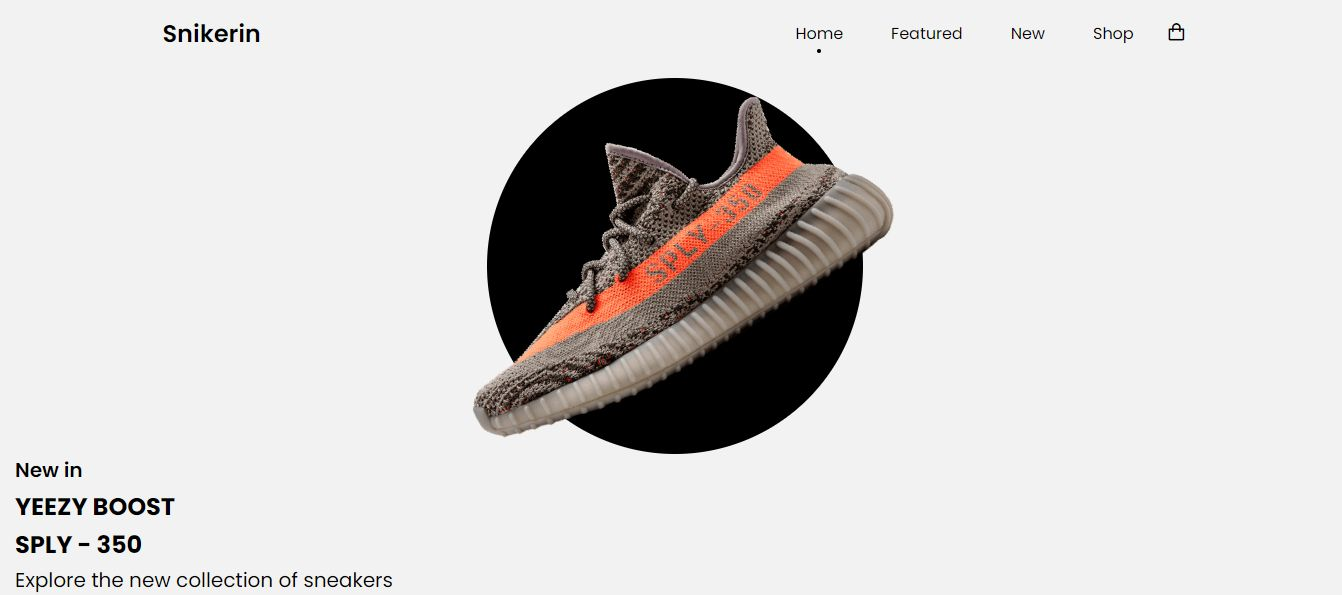 Snikerin
Home Featured New Shop
SPLY-350
New in
YEEZY BOOST
SPLY - 350
Explore the new collection of sneakers